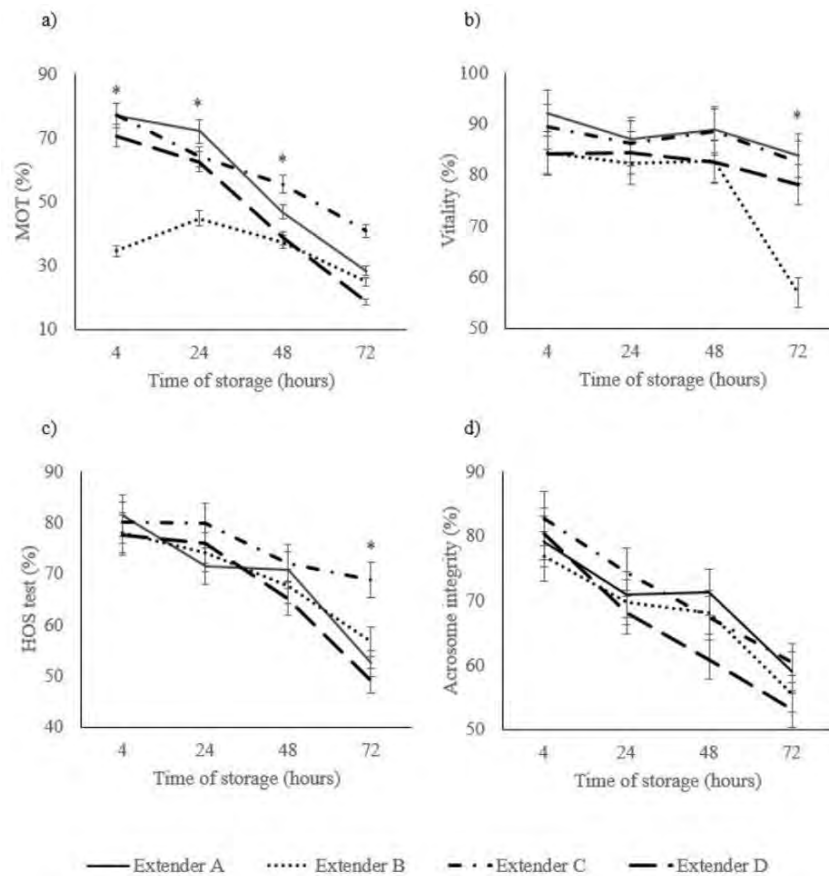 a)
b)
*
*
*
*
90
70
50
30
10
MOT (%)
4 24 48 72
Time of storage (hours)
100
90
80
70
60
50
Vitality (%)
4 24 48 72
Time of storage (hours)
c)
d)
*
90
80
70
60
50
40
HOS test (%)
4 24 48 72
Time of storage (hours)
90
80
70
60
50
Acrosome integrity (%)
4 24 48 72
Time of storage (hours)
Extender A Extender B Extender C Extender D